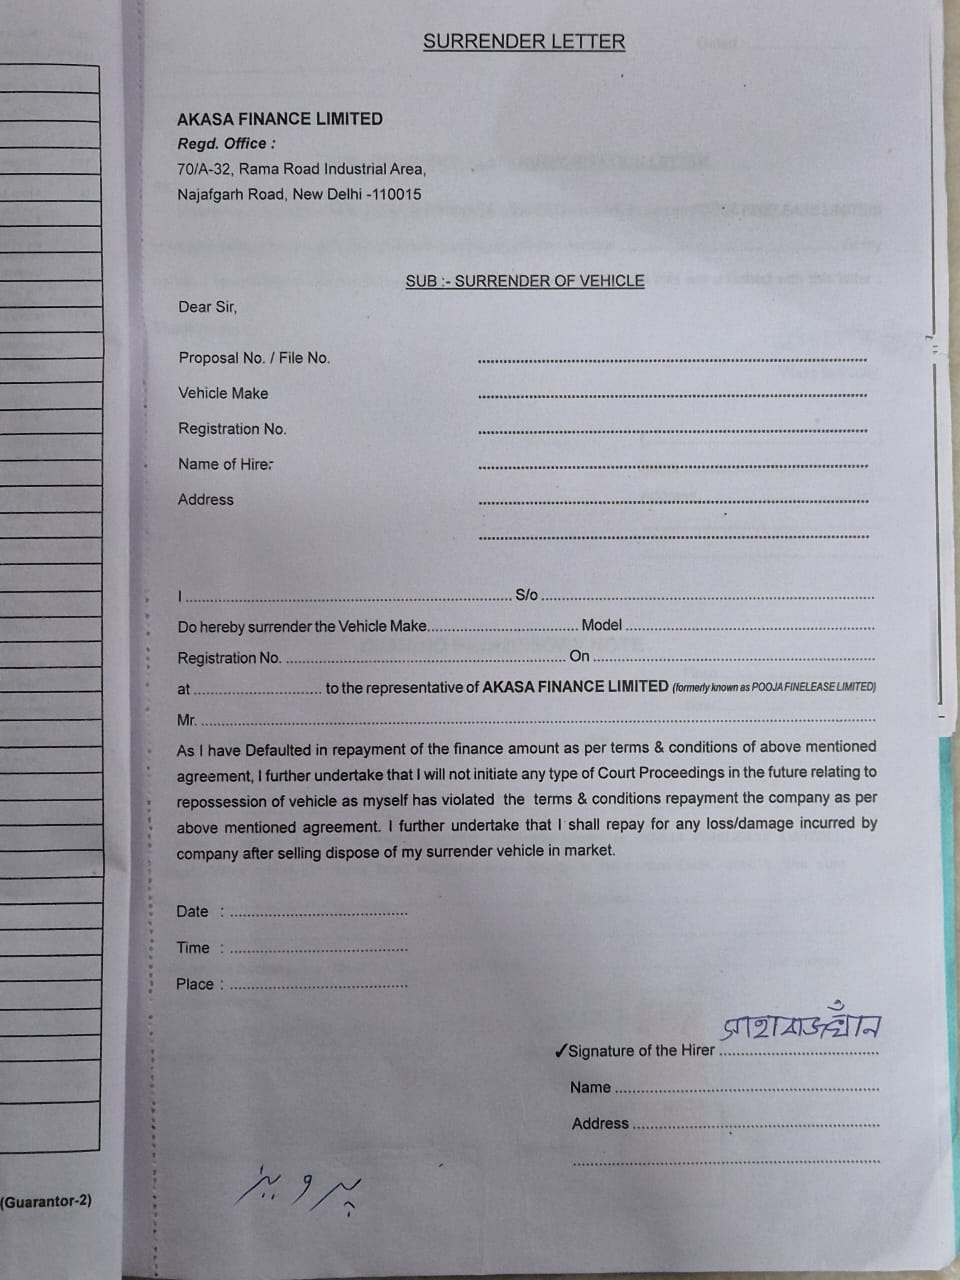 SURRENDER LETTER
AKASA FINANCE LIMITED
Regd. Office :
70/A-32, Rama Road Industrial Area,
Najafgarh Road, New Delhi -110015
SUB :- SURRENDER OF VEHICLE
Dear Sir,
Proposal No. / File No. ....................
Vehicle Make ....................
Registration No. ....................
Name of Hirer ....................
Address ....................
....................
I .................... S/o ....................
Do hereby surrender the Vehicle Make.................... Model ....................
Registration No. .................... On ....................
at .................... to the representative of AKASA FINANCE LIMITED (formerly known as POOJA FINELEASE LIMITED)
Mr. ....................
As I have Defaulted in repayment of the finance amount as per terms & conditions of above mentioned
agreement, I further undertake that I will not initiate any type of Court Proceedings in the future relating to
repossession of vehicle as myself has violated the terms & conditions repayment the company as per
above mentioned agreement. I further undertake that I shall repay for any loss/damage incurred by
company after selling dispose of my surrender vehicle in market.
Date : ....................
Time : ....................
Place : ....................
সাহাবাজখাঁন
✓Signature of the Hirer ....................
Name ....................
Address ....................
....................
پرویز
(Guarantor-2)